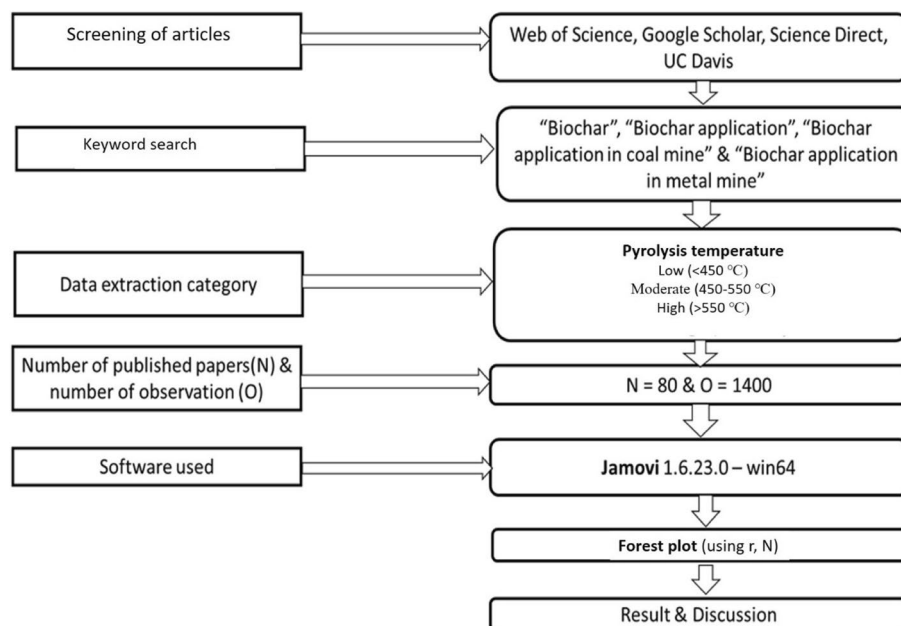 Screening of articles
Web of Science, Google Scholar, Science Direct,
UC Davis
Keyword search
“Biochar”, “Biochar application”, “Biochar
application in coal mine” & “Biochar application
in metal mine”
Data extraction category
Pyrolysis temperature
Low (<450 °C)
Moderate (450-550 °C)
High (>550 °C)
Number of published papers(N) &
number of observation (O)
N = 80 & O = 1400
Software used
Jamovi 1.6.23.0 – win64
Forest plot (using r, N)
Result & Discussion